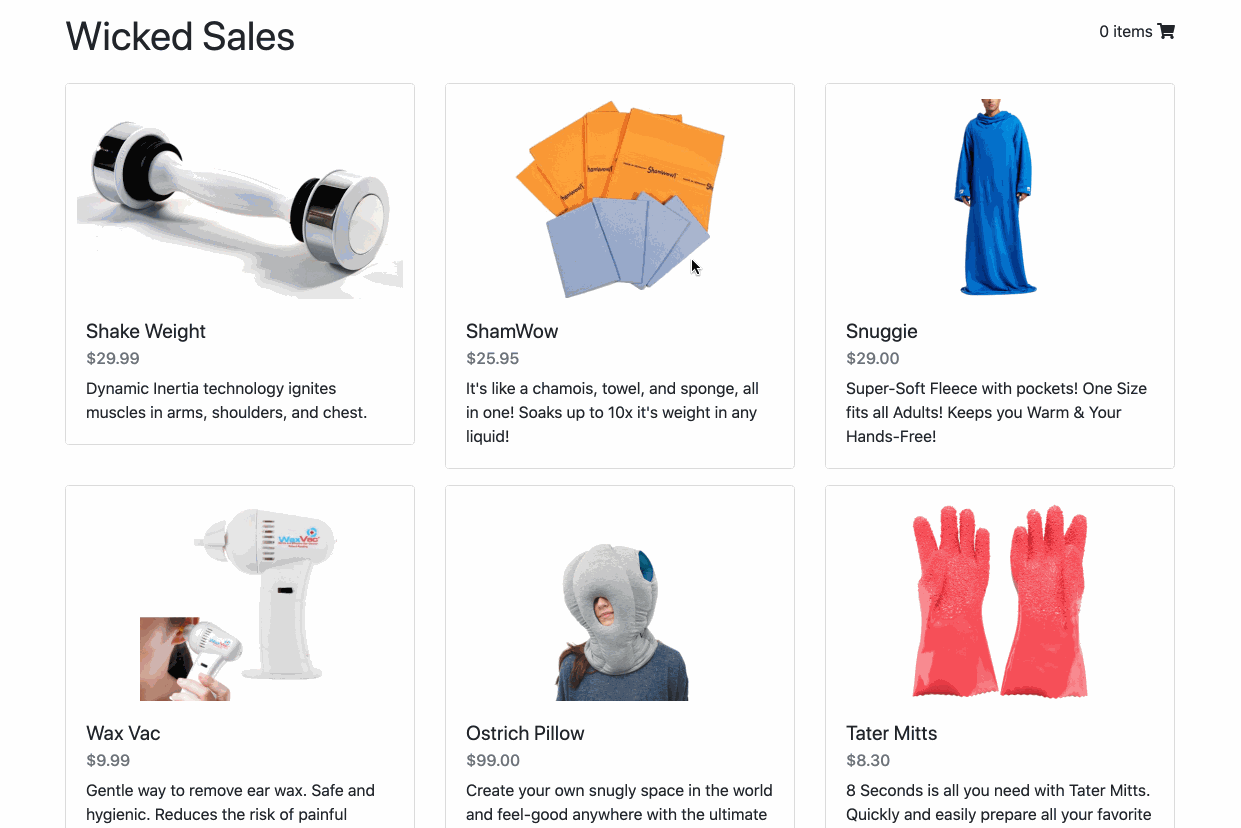 Wicked Sales
0 items
Shamwow!
Shamwow!
Shamwow!
Sham
Shake Weight
$29.99
Dynamic Inertia technology ignites
muscles in arms, shoulders, and chest.
ShamWow
$25.95
It's like a chamois, towel, and sponge, all
in one! Soaks up to 10x it's weight in any
liquid!
Snuggie
$29.00
Super-Soft Fleece with pockets! One Size
fits all Adults! Keeps you Warm & Your
Hands-Free!
WaxVac
WaxVac
Wax Vac
$9.99
Gentle way to remove ear wax. Safe and
hygienic. Reduces the risk of painful
Ostrich Pillow
$99.00
Create your own snugly space in the world
and feel-good anywhere with the ultimate
Tater Mitts
$8.30
8 Seconds is all you need with Tater Mitts.
Quickly and easily prepare all your favorite